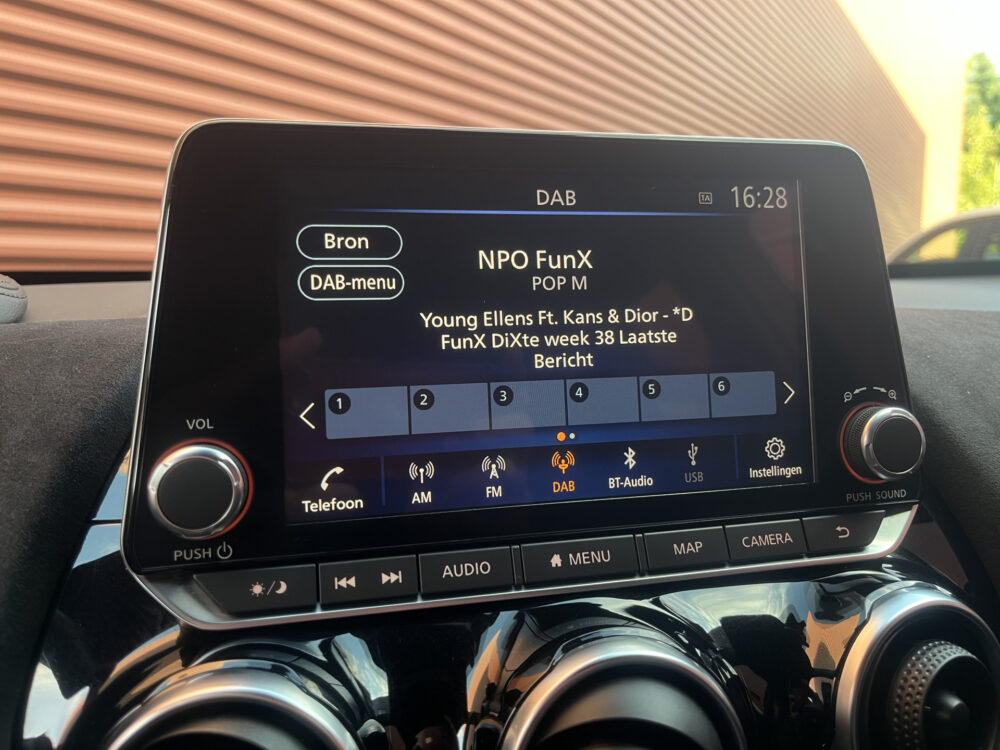 DAB
1A
16:28
Bron
DAB-menu
NPO FunX
POP M
Young Ellens Ft. Kans & Dior - *D
FunX DiXte week 38 Laatste
Bericht
1
2
3
4
5
6
Telefoon
AM
FM
DAB
BT-Audio
USB
Instellingen
VOL
PUSH
PUSH SOUND
AUDIO
MENU
MAP
CAMERA